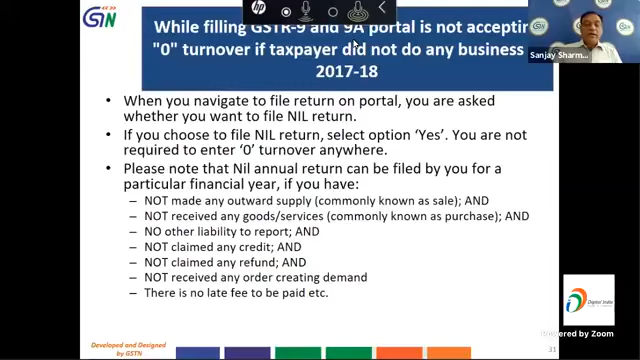 GSTN
hp
While filling GSTR-9 and 9A portal is not acceptin
"0" turnover if taxpayer did not do any business
2017-18
Sanjay Sharm...
• When you navigate to file return on portal, you are asked
whether you want to file NIL return.
• If you choose to file NIL return, select option ‘Yes’. You are not
required to enter ‘0’ turnover anywhere.
• Please note that Nil annual return can be filed by you for a
particular financial year, if you have:
– NOT made any outward supply (commonly known as sale); AND
– NOT received any goods/services (commonly known as purchase); AND
– NO other liability to report; AND
– NOT claimed any credit; AND
– NOT claimed any refund; AND
– NOT received any order creating demand
– There is no late fee to be paid etc.
Digital India
Powered by Zoom
Developed and Designed
by GSTN
31